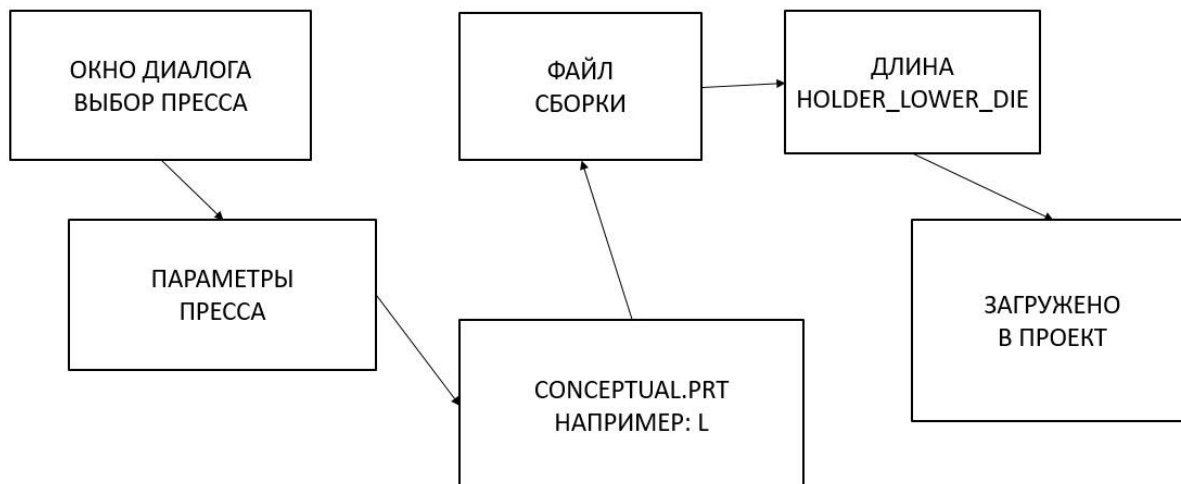 ОКНО ДИАЛОГА
ВЫБОР ПРЕССА
ПАРАМЕТРЫ
ПРЕССА
CONCEPTUAL.PRT
НАПРИМЕР: L
ФАЙЛ
СБОРКИ
ДЛИНА
HOLDER_LOWER_DIE
ЗАГРУЖЕНО
В ПРОЕКТ